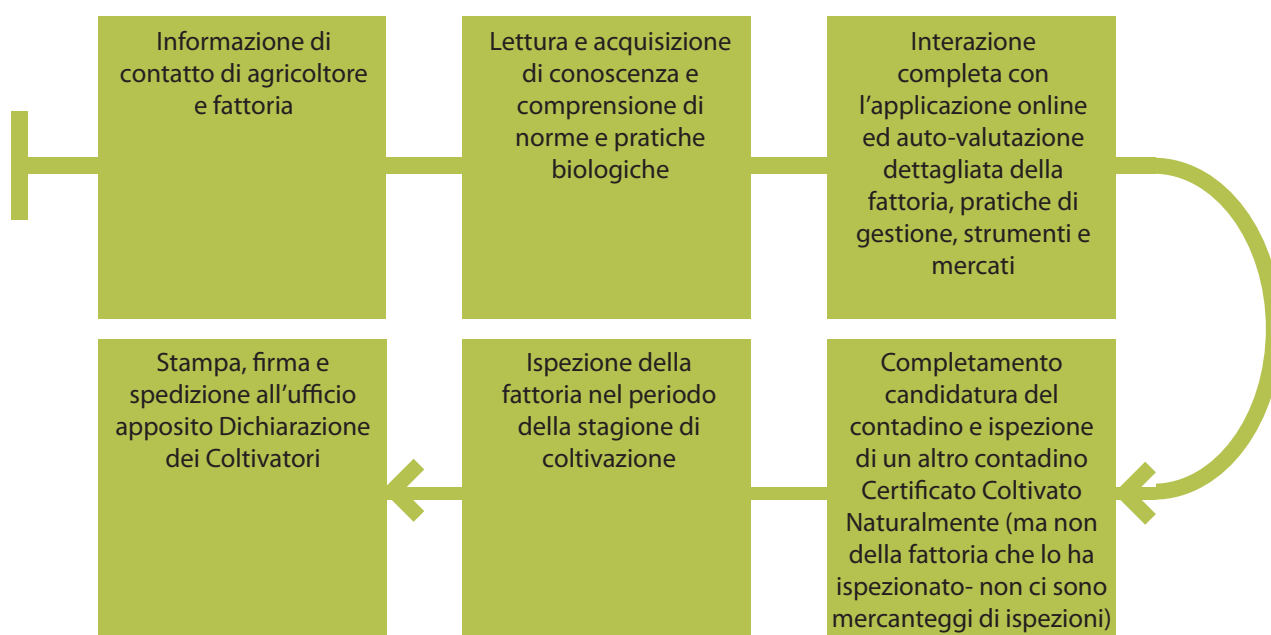 Informazione di
contatto di agricoltore
e fattoria
Lettura e acquisizione
di conoscenza e
comprensione di
norme e pratiche
biologiche
Interazione
completa con
l'applicazione online
ed auto-valutazione
dettagliata della
fattoria, pratiche di
gestione, strumenti e
mercati
Completamento
candidatura del
contadino e ispezione
di un altro contadino
Certificato Coltivato
Naturalmente (ma non
della fattoria che lo ha
ispezionato- non ci sono
mercanteggi di ispezioni)
Ispezione della
fattoria nel periodo
della stagione di
coltivazione
Stampa, firma e
spedizione all'ufficio
apposito Dichiarazione
dei Coltivatori